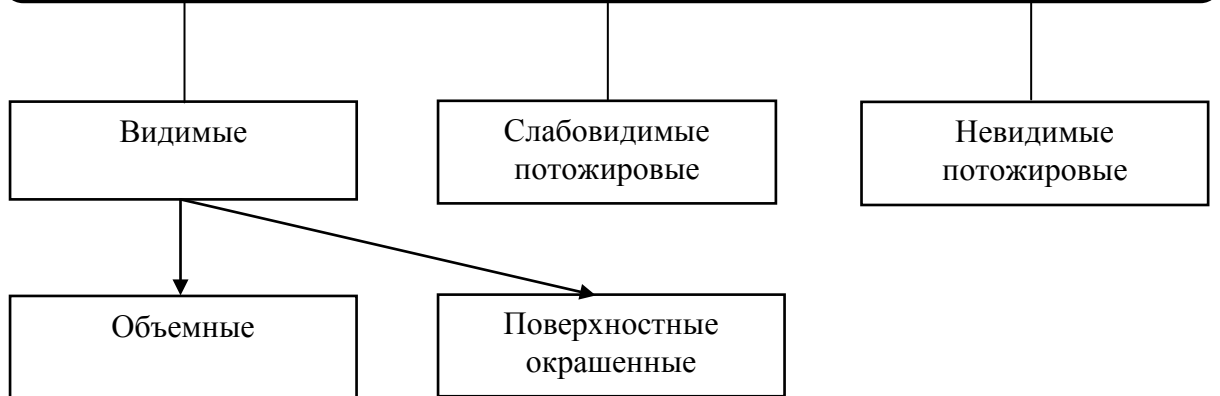 Видимые
Слабовидимые
потожировые
Невидимые
потожировые
Объемные
Поверхностные
окрашенные